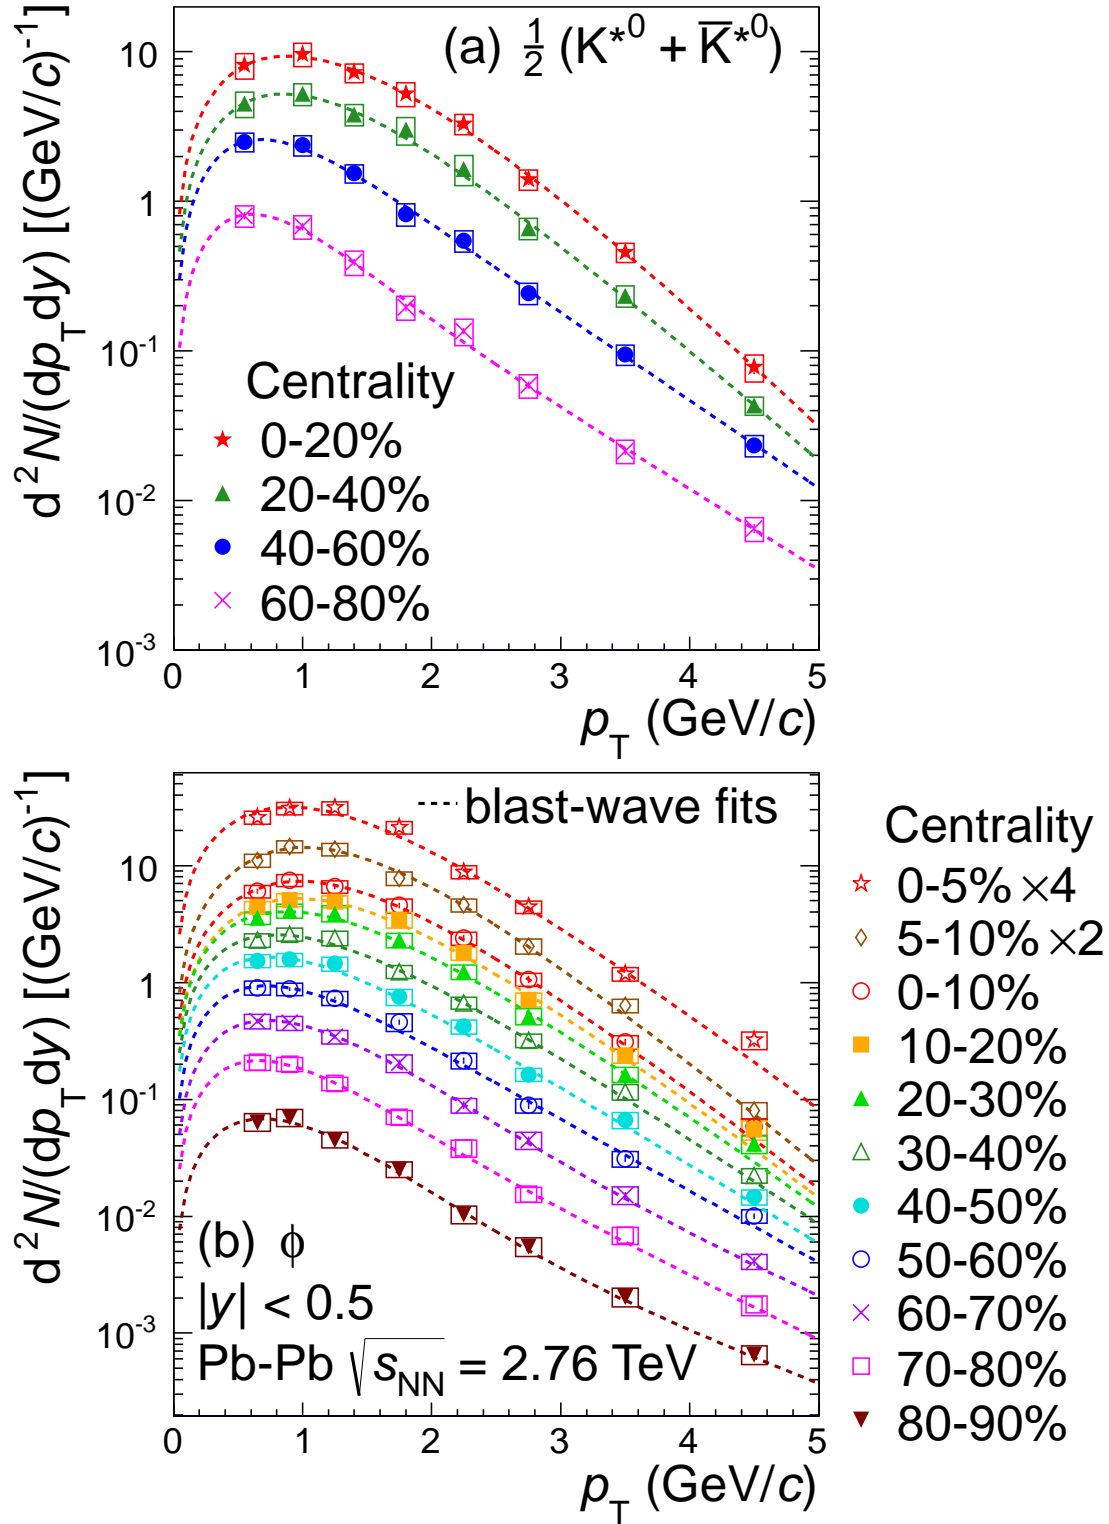 (a) ½ (K*⁰ + K̅*⁰)
d²N/(dp_T dy) [(GeV/c)⁻¹]
10
1
10⁻¹
10⁻²
10⁻³
Centrality
0-20%
20-40%
40-60%
60-80%
0 1 2 3 4 5
p_T (GeV/c)
d²N/(dp_T dy) [(GeV/c)⁻¹]
10
1
10⁻¹
10⁻²
10⁻³
blast-wave fits
(b) ϕ
|y| < 0.5
Pb-Pb √s_NN = 2.76 TeV
0 1 2 3 4 5
p_T (GeV/c)
Centrality
0-5% ×4
5-10% ×2
0-10%
10-20%
20-30%
30-40%
40-50%
50-60%
60-70%
70-80%
80-90%